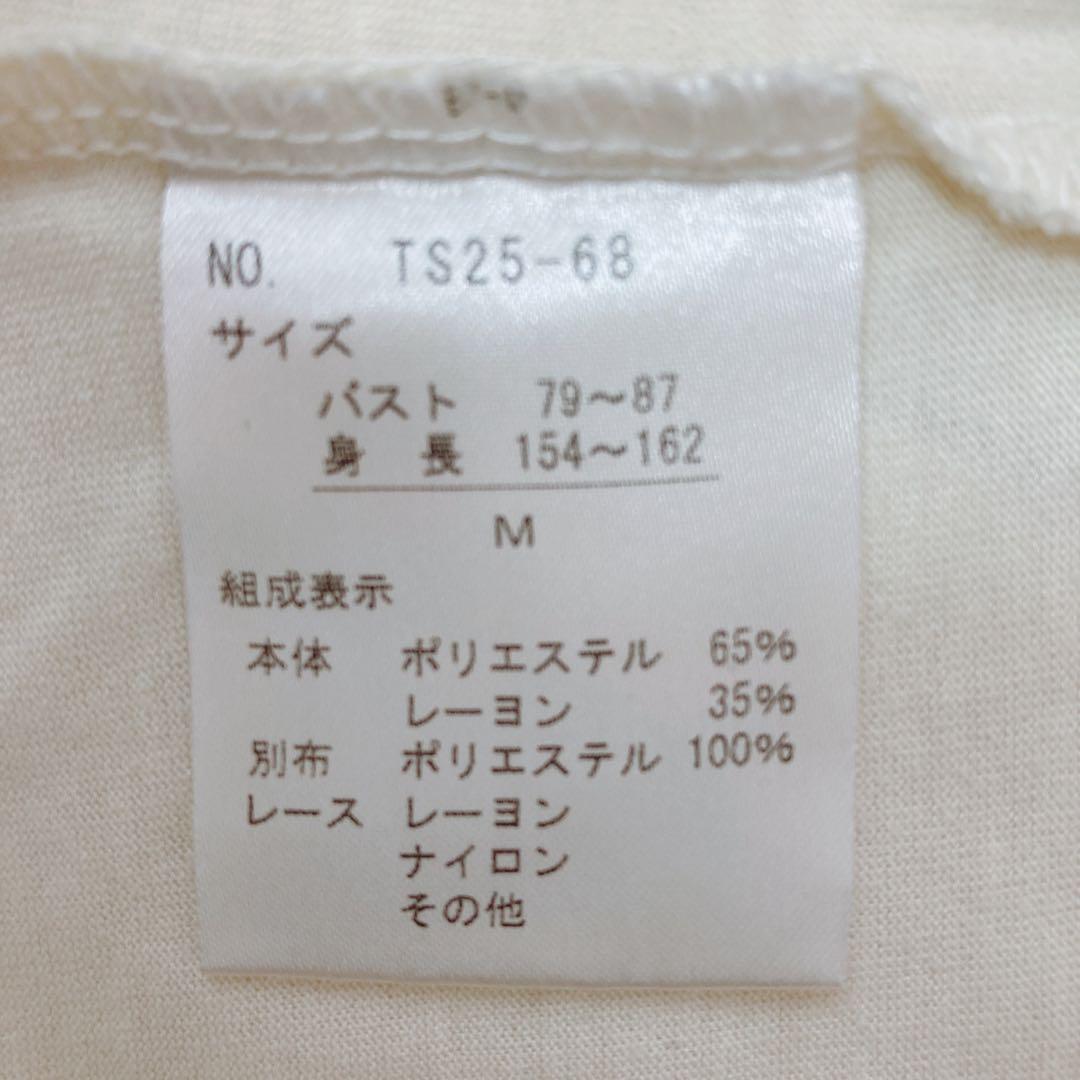 NO. TS25-68
サイズ
バスト 79～87
身長 154～162
M
組成表示
本体 ポリエステル 65%
レーヨン 35%
別布 ポリエステル 100%
レース レーヨン
ナイロン
その他